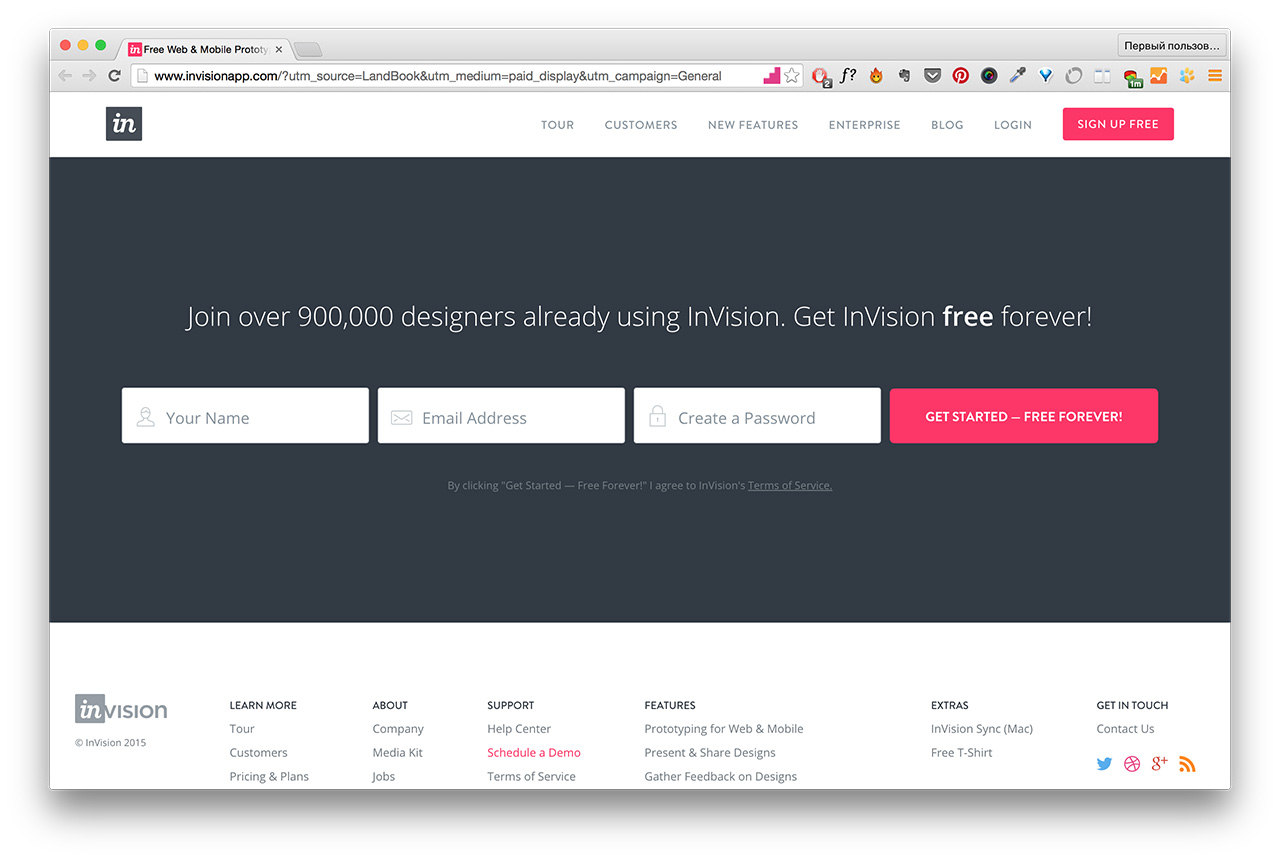 in Free Web & Mobile Prototy
Первый пользов...
www.invisionapp.com/?utm_source=LandBook&utm_medium=paid_display&utm_campaign=General
2
f?
1m
in
TOUR CUSTOMERS NEW FEATURES ENTERPRISE BLOG LOGIN SIGN UP FREE
Join over 900,000 designers already using InVision. Get InVision free forever!
Your Name Email Address Create a Password GET STARTED — FREE FOREVER!
By clicking "Get Started — Free Forever!" I agree to InVision's Terms of Service.
invision
© InVision 2015
LEARN MORE
Tour
Customers
Pricing & Plans
ABOUT
Company
Media Kit
Jobs
SUPPORT
Help Center
Schedule a Demo
Terms of Service
FEATURES
Prototyping for Web & Mobile
Present & Share Designs
Gather Feedback on Designs
EXTRAS
InVision Sync (Mac)
Free T-Shirt
GET IN TOUCH
Contact Us
g+